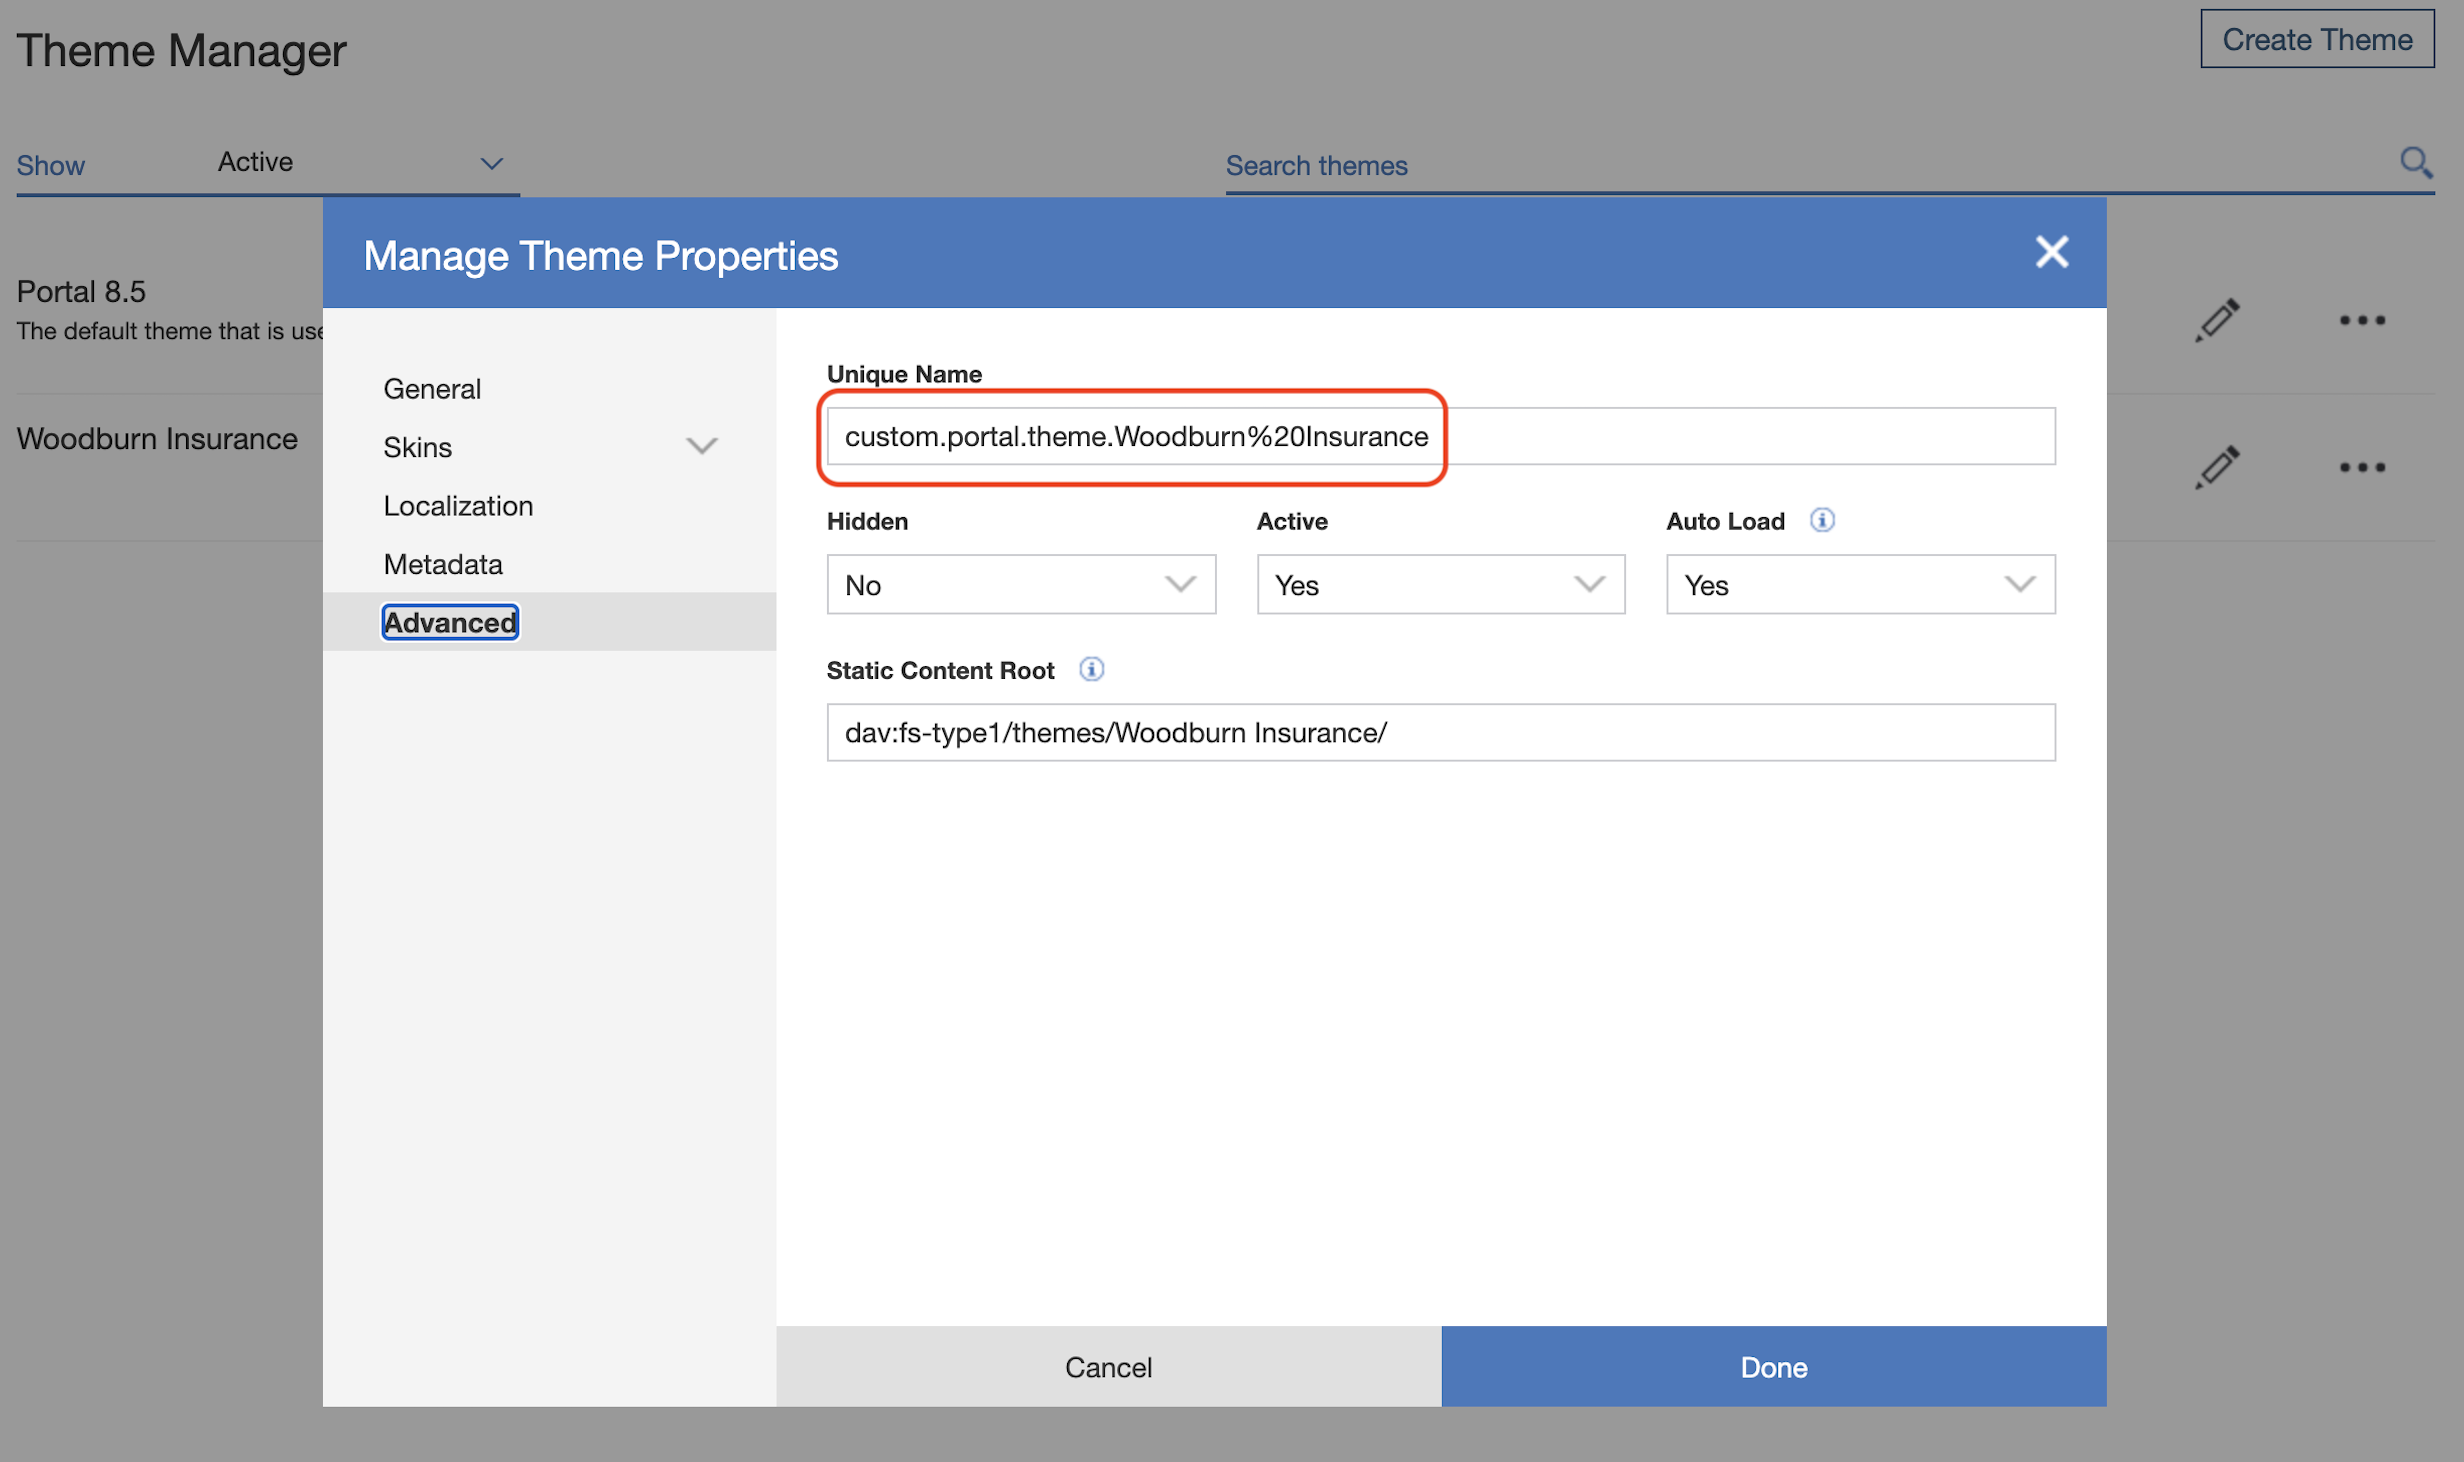 Theme Manager
Create Theme
Show Active
Search themes
Manage Theme Properties
Portal 8.5
The default theme that is use
Woodburn Insurance
General
Skins
Localization
Metadata
Advanced
Unique Name
custom.portal.theme.Woodburn%20Insurance
Hidden Active Auto Load
No Yes Yes
Static Content Root
dav:fs-type1/themes/Woodburn Insurance/
Cancel Done